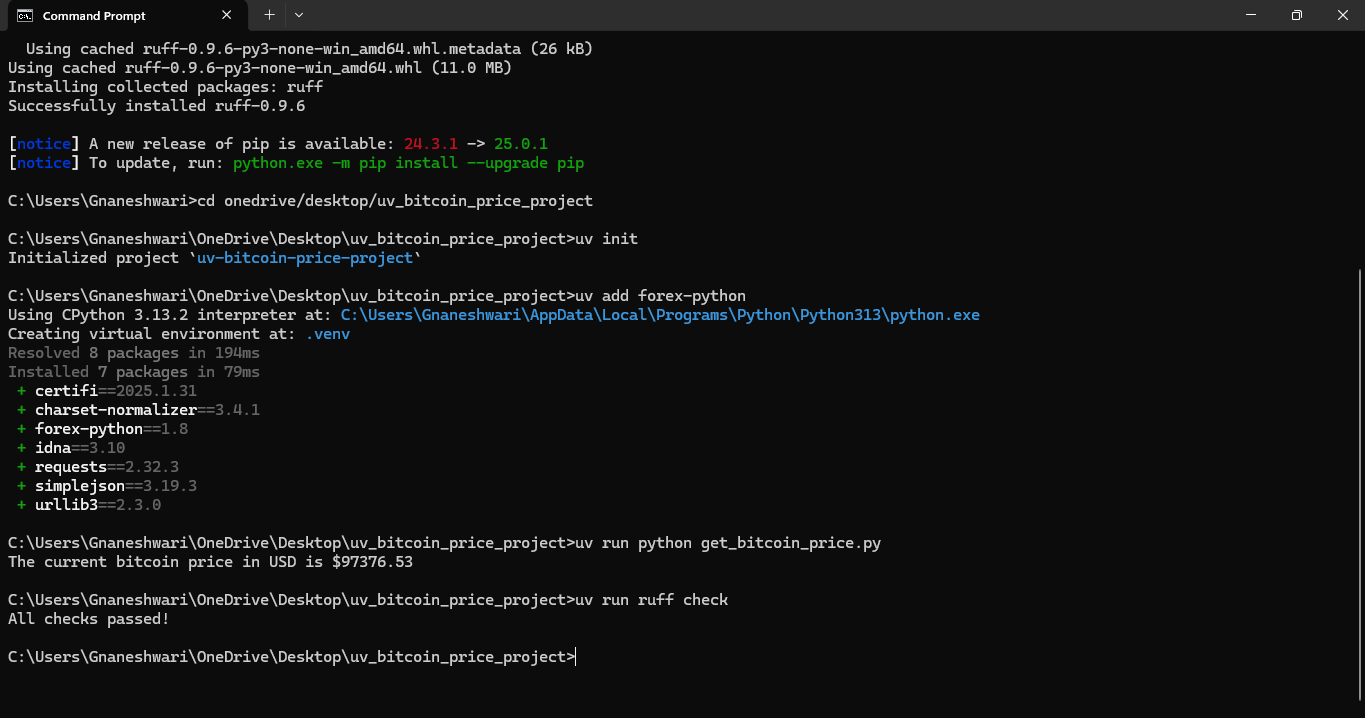 Command Prompt
Using cached ruff-0.9.6-py3-none-win_amd64.whl.metadata (26 kB)
Using cached ruff-0.9.6-py3-none-win_amd64.whl (11.0 MB)
Installing collected packages: ruff
Successfully installed ruff-0.9.6
[notice] A new release of pip is available: 24.3.1 -> 25.0.1
[notice] To update, run: python.exe -m pip install --upgrade pip
C:\Users\Gnaneshwari>cd onedrive/desktop/uv_bitcoin_price_project
C:\Users\Gnaneshwari\OneDrive\Desktop\uv_bitcoin_price_project>uv init
Initialized project `uv-bitcoin-price-project`
C:\Users\Gnaneshwari\OneDrive\Desktop\uv_bitcoin_price_project>uv add forex-python
Using CPython 3.13.2 interpreter at: C:\Users\Gnaneshwari\AppData\Local\Programs\Python\Python313\python.exe
Creating virtual environment at: .venv
Resolved 8 packages in 194ms
Installed 7 packages in 79ms
+ certifi==2025.1.31
+ charset-normalizer==3.4.1
+ forex-python==1.8
+ idna==3.10
+ requests==2.32.3
+ simplejson==3.19.3
+ urllib3==2.3.0
C:\Users\Gnaneshwari\OneDrive\Desktop\uv_bitcoin_price_project>uv run python get_bitcoin_price.py
The current bitcoin price in USD is $97376.53
C:\Users\Gnaneshwari\OneDrive\Desktop\uv_bitcoin_price_project>uv run ruff check
All checks passed!
C:\Users\Gnaneshwari\OneDrive\Desktop\uv_bitcoin_price_project>